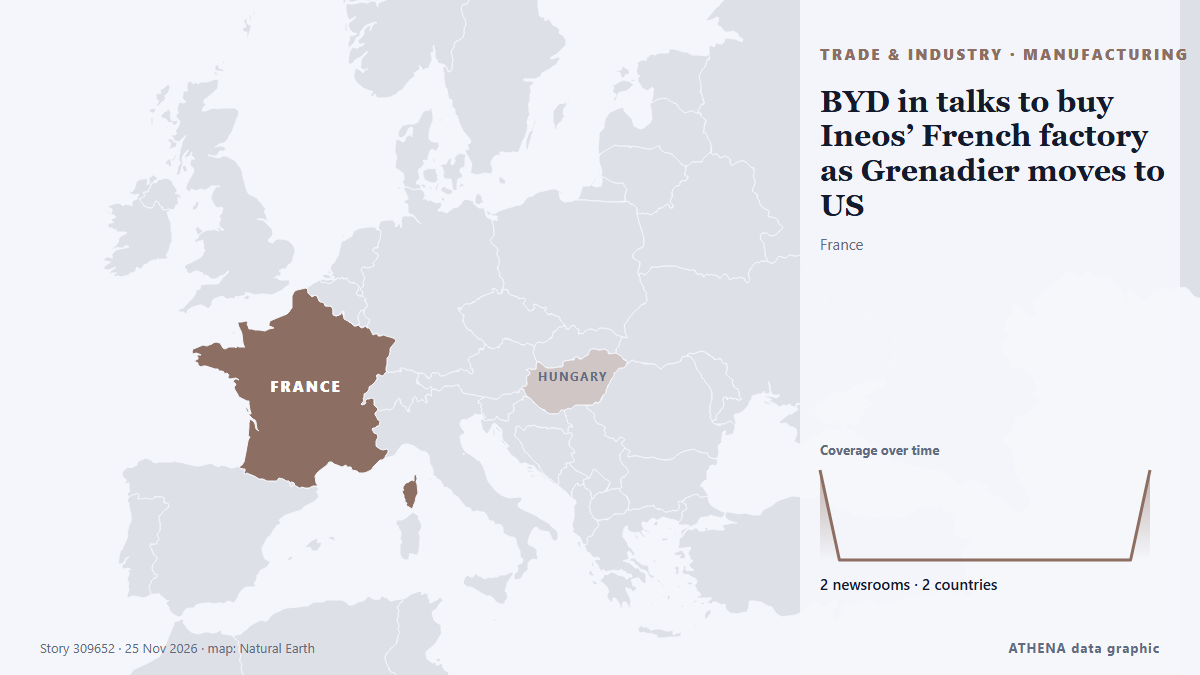 TRADE & INDUSTRY · MANUFACTURING
BYD in talks to buy
Ineos’ French factory
as Grenadier moves to
US
France
FRANCE
HUNGARY
Coverage over time
2 newsrooms · 2 countries
Story 309652 · 25 Nov 2026 · map: Natural Earth
ATHENA data graphic